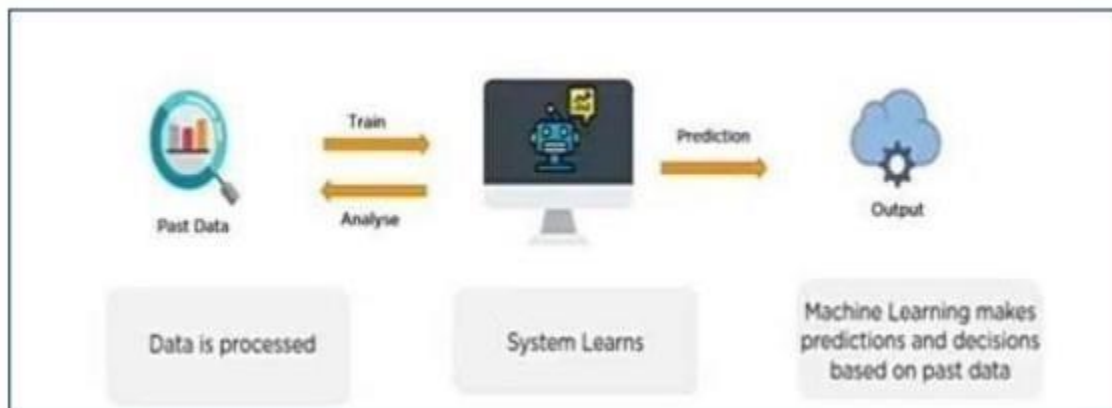 Train
Prediction
Past Data
Analyse
Output
Data is processed
System Learns
Machine Learning makes
predictions and decisions
based on past data